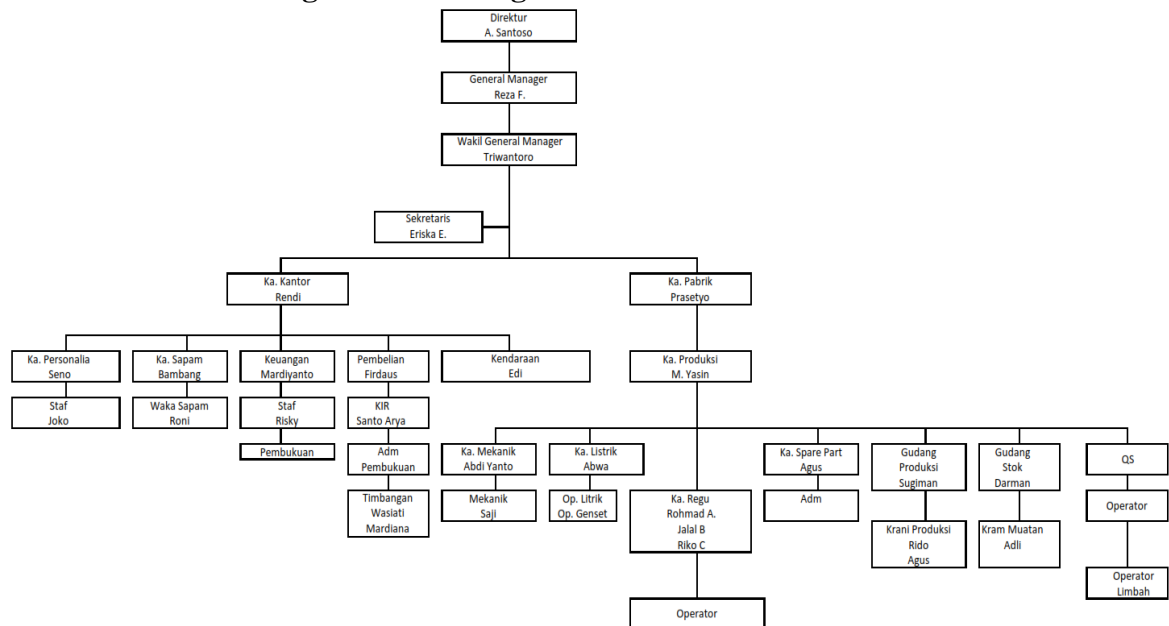 Direktur
A. Santoso
General Manager
Reza F.
Wakil General Manager
Triwantoro
Sekretaris
Eriska E.
Ka. Kantor
Rendi
Ka. Pabrik
Prasetyo
Ka. Personalia
Seno
Ka. Sapam
Bambang
Keuangan
Mardiyanto
Pembelian
Firdaus
Kendaraan
Edi
Ka. Produksi
M. Yasin
Staf
Joko
Waka Sapam
Roni
Staf
Risky
KIR
Santo Arya
Pembukuan
Adm
Pembukuan
Timbangan
Wasiati
Mardiana
Ka. Mekanik
Abdi Yanto
Ka. Listrik
Abwa
Ka. Spare Part
Agus
Gudang
Produksi
Sugiman
Gudang
Stok
Darman
QS
Mekanik
Saji
Op. Litrik
Op. Genset
Ka. Regu
Rohmad A.
Jalal B
Riko C
Adm
Operator
Krani Produksi
Rido
Agus
Kram Muatan
Adli
Operator
Limbah
Operator